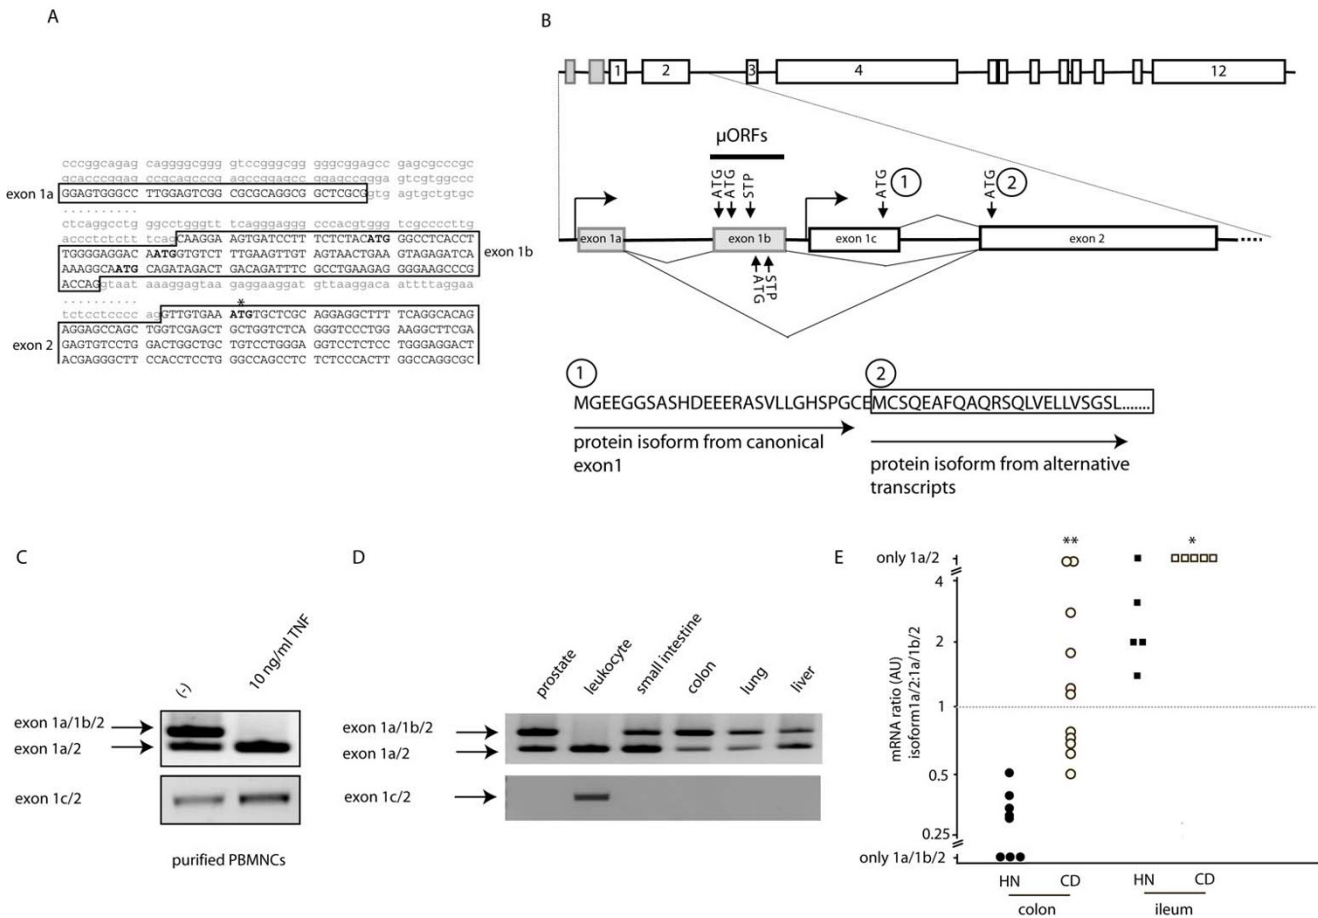 A
cccggcagag caggggcggg gtccgggcgg gggcggagcc gagcgcccgc
gcacccggag ccgcagcccg agccggagcc ggagccggga gtcgtggccc
exon 1a
GGAGTGGGCC TTGGAGTCGG CGCGCAGGCG GCTCGCGgtg agtgctgtgc
..........
ctcaggcctg ggcctgggtt tcagggaggg cccacgtggg tcgccccttg
accctctctt tcagCAAGGA AGTGATCCTT TCTCTACATG GGCCTCACCT
TGGGGAGGAC AATGGTGTCT TTGAAGTTGT AGTAACTGAA GTAGAGATCA
exon 1b
AAAGGCAATG CAGATAGACT GACAGATTTC GCCTGAAGAG GGAAGCCCG
ACCAGgtaat aaaggagtaa gaggaaggat gttaaggaca attttaggaa
..........
*
tctcctcccc agGTTGTGAA ATGTGCTCGC AGGAGGCTTT TCAGGCACAG
AGGAGCCAGC TGGTCGAGCT GCTGGTCTCA GGGTCCCTGG AAGGCTTCGA
exon 2
GAGTGTCCTG GACTGGCTGC TGTCCTGGGA GGTCCTCTCC TGGGAGGACT
ACGAGGGCTT CCACCTCCTG GGCCAGCCTC TCTCCCACTT GGCCAGGCGC
B
1 2 3 4 12
µORFs
ATG ATG STP ATG 1 ATG 2
exon 1a exon 1b exon 1c exon 2
ATG STP
1 2
MGEEGGSASHDEEERASVLLGHSPGCEMCSQEAFQAQRSQLVELLVSGSL.......
protein isoform from canonical
exon1
protein isoform from alternative
transcripts
C
(-) 10 ng/ml TNF
exon 1a/1b/2
exon 1a/2
exon 1c/2
purified PBMNCs
D
prostate leukocyte small intestine colon lung liver
exon 1a/1b/2
exon 1a/2
exon 1c/2
E
** *
only 1a/2
4
2
1
0.5
0.25
only 1a/1b/2
mRNA ratio (AU)
isoform1a/2:1a/1b/2
HN CD HN CD
colon ileum